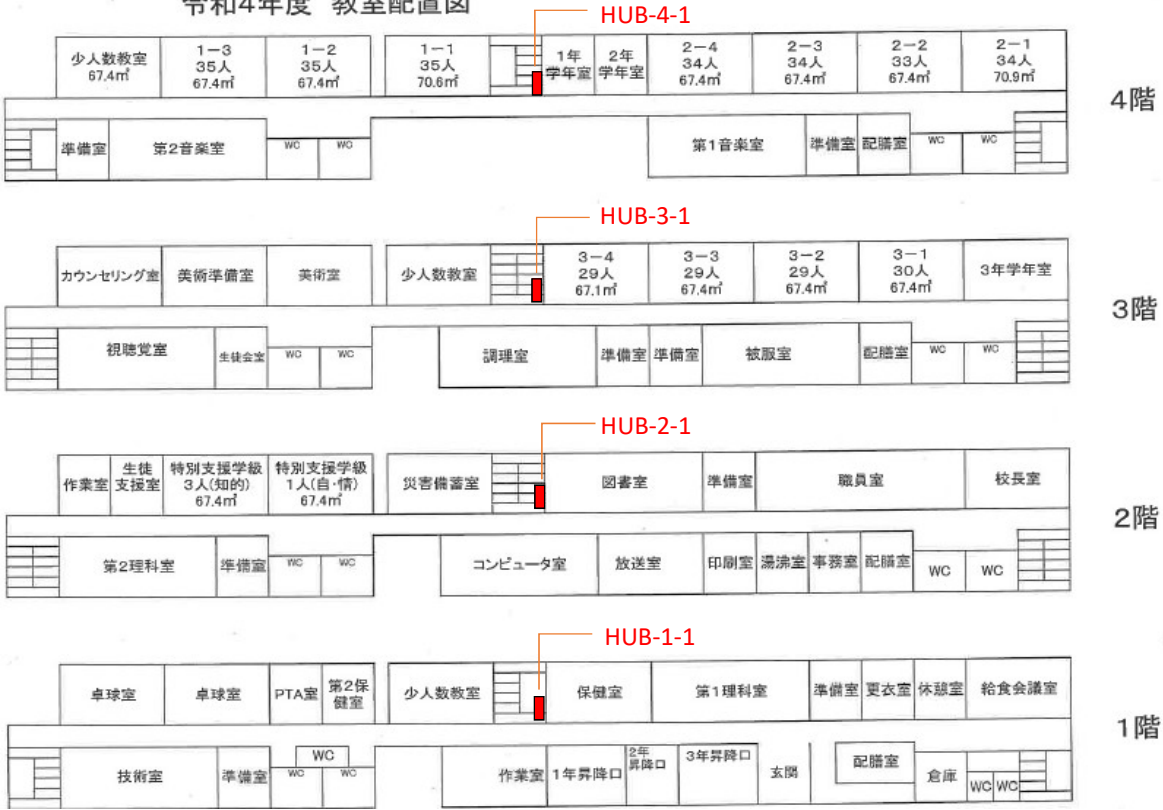 令和4年度 教室配置図
HUB-4-1
少人数教室
67.4㎡
1-3
35人
67.4㎡
1-2
35人
67.4㎡
1-1
35人
70.6㎡
1年
学年室
2年
学年室
2-4
34人
67.4㎡
2-3
34人
67.4㎡
2-2
33人
67.4㎡
2-1
34人
70.9㎡
4階
準備室
第2音楽室
WC
WC
第1音楽室
準備室
配膳室
WC
WC
HUB-3-1
カウンセリング室
美術準備室
美術室
少人数教室
3-4
29人
67.1㎡
3-3
29人
67.4㎡
3-2
29人
67.4㎡
3-1
30人
67.4㎡
3年学年室
3階
視聴覚室
生徒会室
WC
WC
調理室
準備室
準備室
被服室
配膳室
WC
WC
HUB-2-1
作業室
生徒
支援室
特別支援学級
3人(知的)
67.4㎡
特別支援学級
1人(自・情)
67.4㎡
災害備蓄室
図書室
準備室
職員室
校長室
2階
第2理科室
準備室
WC
WC
コンピュータ室
放送室
印刷室
湯沸室
事務室
配膳室
WC
WC
HUB-1-1
卓球室
卓球室
PTA室
第2保
健室
少人数教室
保健室
第1理科室
準備室
更衣室
休憩室
給食会議室
1階
技術室
準備室
WC
WC
WC
作業室
1年昇降口
2年
昇降口
3年昇降口
玄関
配膳室
倉庫
WC
WC